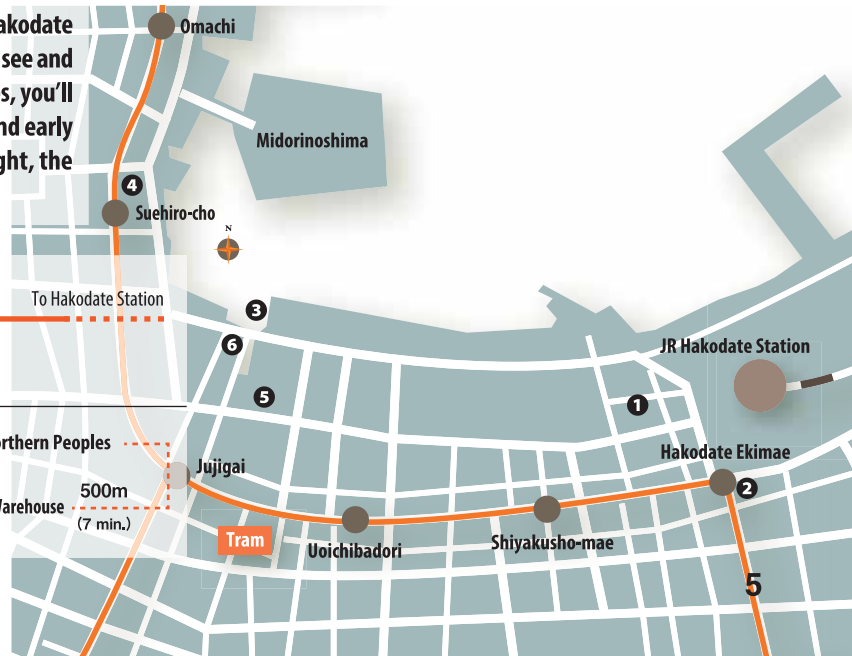 akodate
see and
s, you'll
nd early
ght, the
Omachi
Midorinoshima
4
Suehiro-cho
N
To Hakodate Station
3
6
5
1
JR Hakodate Station
Hakodate Ekimae
2
orthern Peoples
Jujigai
500m
Warehouse
(7 min.)
Tram
Uoichibadori
Shiyakusho-mae
5